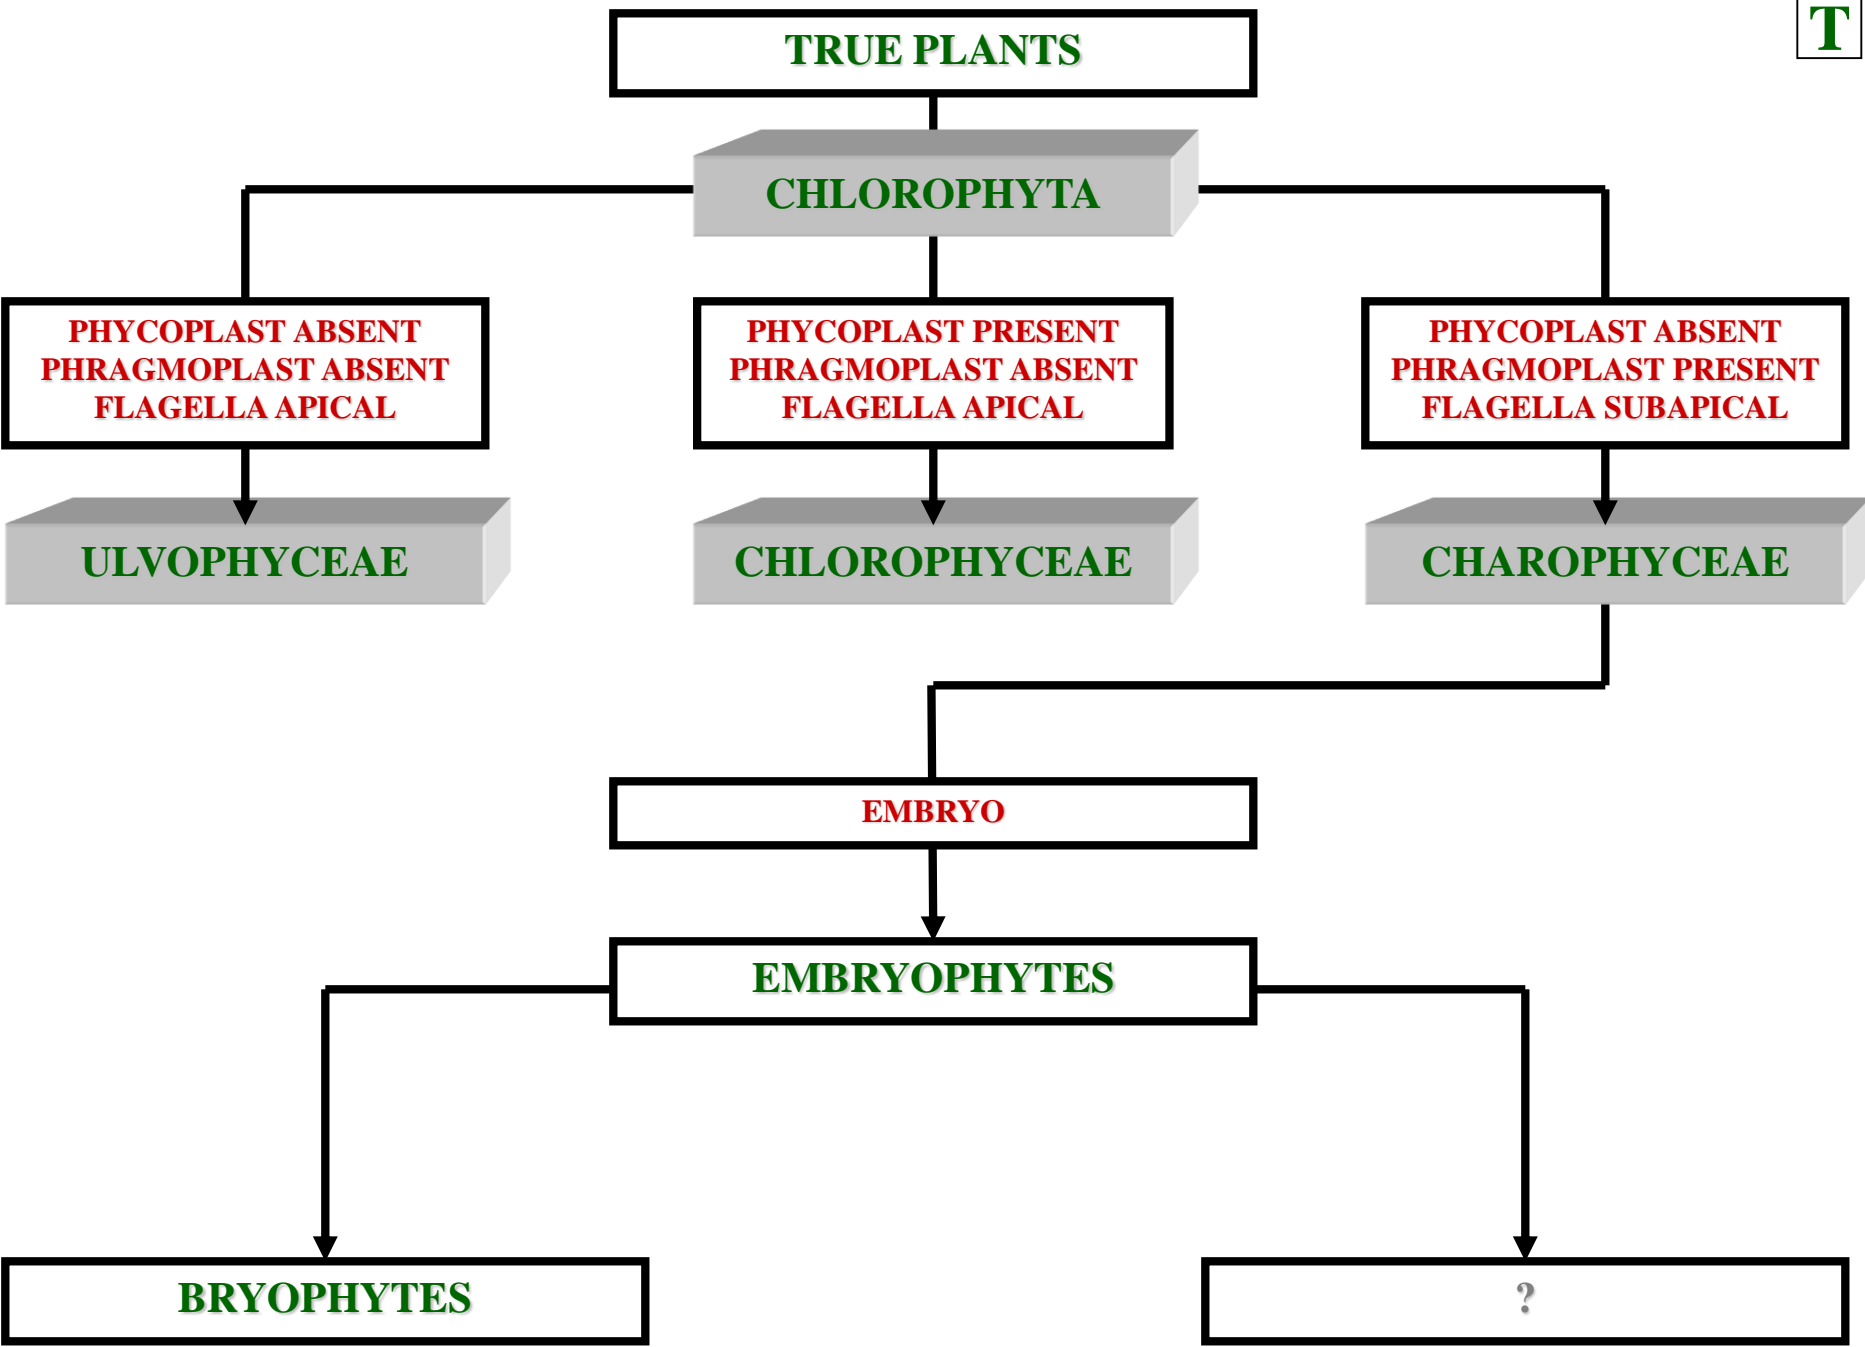 T
TRUE PLANTS
CHLOROPHYTA
PHYCOPLAST ABSENT
PHRAGMOPLAST ABSENT
FLAGELLA APICAL
PHYCOPLAST PRESENT
PHRAGMOPLAST ABSENT
FLAGELLA APICAL
PHYCOPLAST ABSENT
PHRAGMOPLAST PRESENT
FLAGELLA SUBAPICAL
ULVOPHYCEAE
CHLOROPHYCEAE
CHAROPHYCEAE
EMBRYO
EMBRYOPHYTES
BRYOPHYTES
?